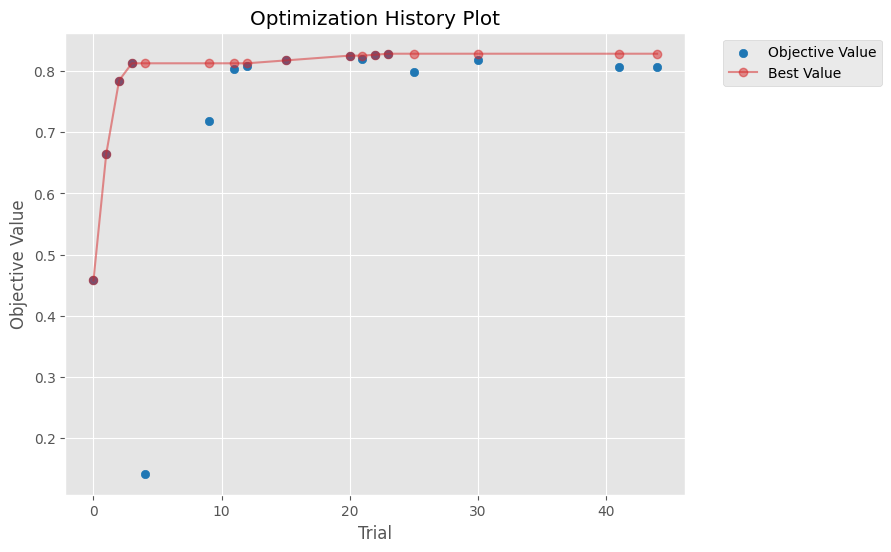 Optimization History Plot
Objective Value
Best Value
Objective Value
0.8
0.7
0.6
0.5
0.4
0.3
0.2
0 10 20 30 40
Trial